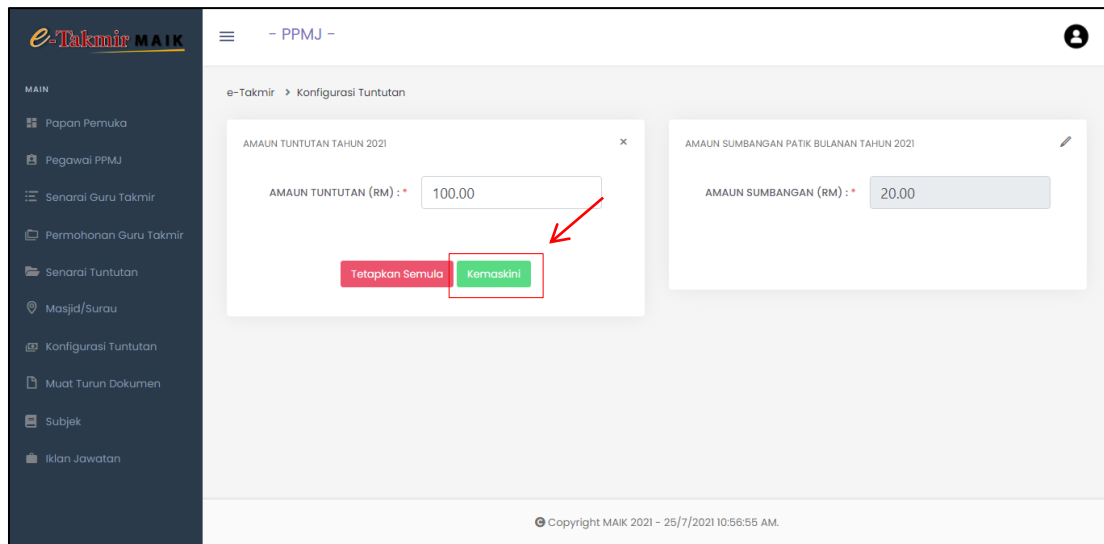 e-Takmir MAIK
- PPMJ -
MAIN
Papan Pemuka
Pegawai PPMJ
Senarai Guru Takmir
Permohonan Guru Takmir
Senarai Tuntutan
Masjid/Surau
Konfigurasi Tuntutan
Muat Turun Dokumen
Subjek
Iklan Jawatan
e-Takmir > Konfigurasi Tuntutan
AMAUN TUNTUTAN TAHUN 2021 ×
AMAUN TUNTUTAN (RM) : * 100.00
Tetapkan Semula Kemaskini
AMAUN SUMBANGAN PATIK BULANAN TAHUN 2021
AMAUN SUMBANGAN (RM) : * 20.00
Copyright MAIK 2021 - 25/7/2021 10:56:55 AM.